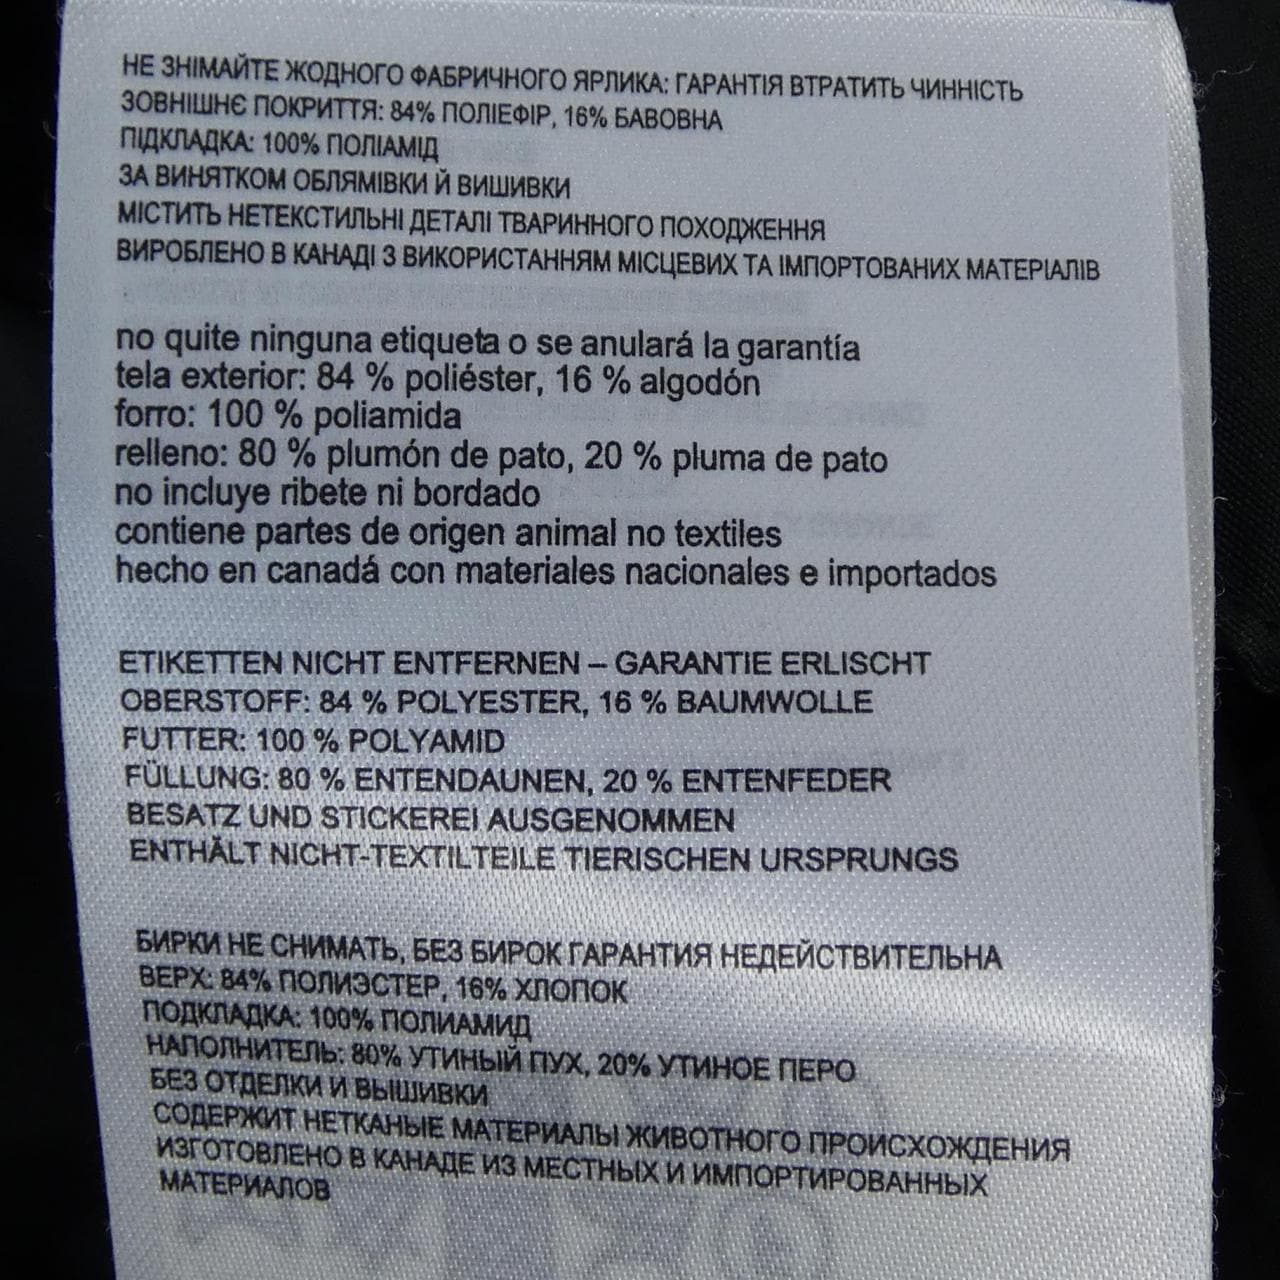 НЕ ЗНІМАЙТЕ ЖОДНОГО ФАБРИЧНОГО ЯРЛИКА: ГАРАНТІЯ ВТРАТИТЬ ЧИННІСТЬ
ЗОВНІШНЄ ПОКРИТТЯ: 84% ПОЛІЕФІР, 16% БАВОВНА
ПІДКЛАДКА: 100% ПОЛІАМІД
ЗА ВИНЯТКОМ ОБЛЯМІВКИ Й ВИШИВКИ
МІСТИТЬ НЕТЕКСТИЛЬНІ ДЕТАЛІ ТВАРИННОГО ПОХОДЖЕННЯ
ВИРОБЛЕНО В КАНАДІ З ВИКОРИСТАННЯМ МІСЦЕВИХ ТА ІМПОРТОВАНИХ МАТЕРІАЛІВ
no quite ninguna etiqueta o se anulará la garantía
tela exterior: 84 % poliéster, 16 % algodón
forro: 100 % poliamida
relleno: 80 % plumón de pato, 20 % pluma de pato
no incluye ribete ni bordado
contiene partes de origen animal no textiles
hecho en canadá con materiales nacionales e importados
ETIKETTEN NICHT ENTFERNEN – GARANTIE ERLISCHT
OBERSTOFF: 84 % POLYESTER, 16 % BAUMWOLLE
FUTTER: 100 % POLYAMID
FÜLLUNG: 80 % ENTENDAUNEN, 20 % ENTENFEDER
BESATZ UND STICKEREI AUSGENOMMEN
ENTHÄLT NICHT-TEXTILTEILE TIERISCHEN URSPRUNGS
БИРКИ НЕ СНИМАТЬ, БЕЗ БИРОК ГАРАНТИЯ НЕДЕЙСТВИТЕЛЬНА
ВЕРХ: 84% ПОЛИЭСТЕР, 16% ХЛОПОК
ПОДКЛАДКА: 100% ПОЛИАМИД
НАПОЛНИТЕЛЬ: 80% УТИНЫЙ ПУХ, 20% УТИНОЕ ПЕРО
БЕЗ ОТДЕЛКИ И ВЫШИВКИ
СОДЕРЖИТ НЕТКАНЫЕ МАТЕРИАЛЫ ЖИВОТНОГО ПРОИСХОЖДЕНИЯ
ИЗГОТОВЛЕНО В КАНАДЕ ИЗ МЕСТНЫХ И ИМПОРТИРОВАННЫХ
МАТЕРИАЛОВ